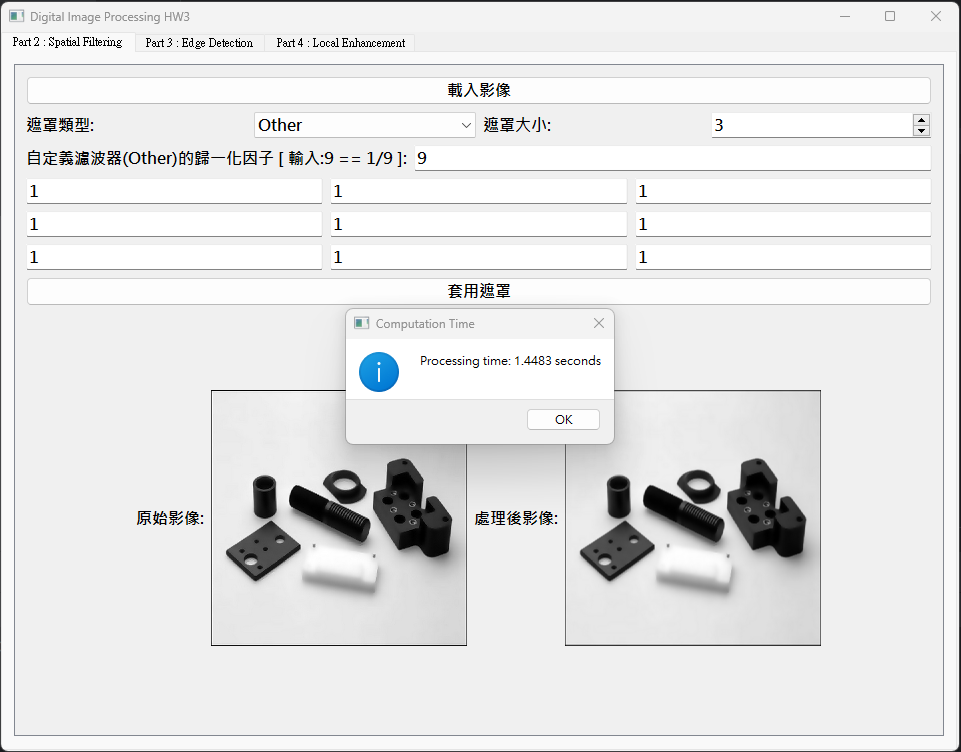 Digital Image Processing HW3
Part 2 : Spatial Filtering Part 3 : Edge Detection Part 4 : Local Enhancement
載入影像
遮罩類型: Other 遮罩大小: 3
自定義濾波器(Other)的歸一化因子 [ 輸入:9 == 1/9 ]: 9
1 1 1
1 1 1
1 1 1
套用遮罩
Computation Time
Processing time: 1.4483 seconds
OK
原始影像: 處理後影像: